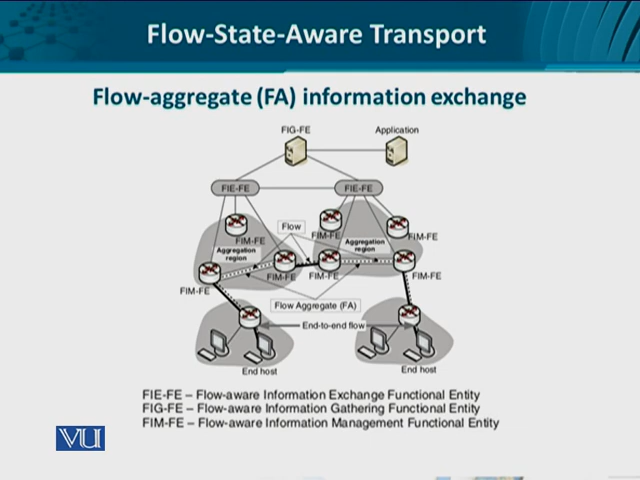 Flow-State-Aware Transport
Flow-aggregate (FA) information exchange
FIG-FE
Application
FIE-FE
FIE-FE
Flow
FIM-FE
FIM-FE
FIM-FE
Aggregation
region
Aggregation
region
FIM-FE
FIM-FE
FIM-FE
FIM-FE
Flow Aggregate (FA)
End-to-end flow
End host
End host
FIE-FE – Flow-aware Information Exchange Functional Entity
FIG-FE – Flow-aware Information Gathering Functional Entity
FIM-FE – Flow-aware Information Management Functional Entity
VU